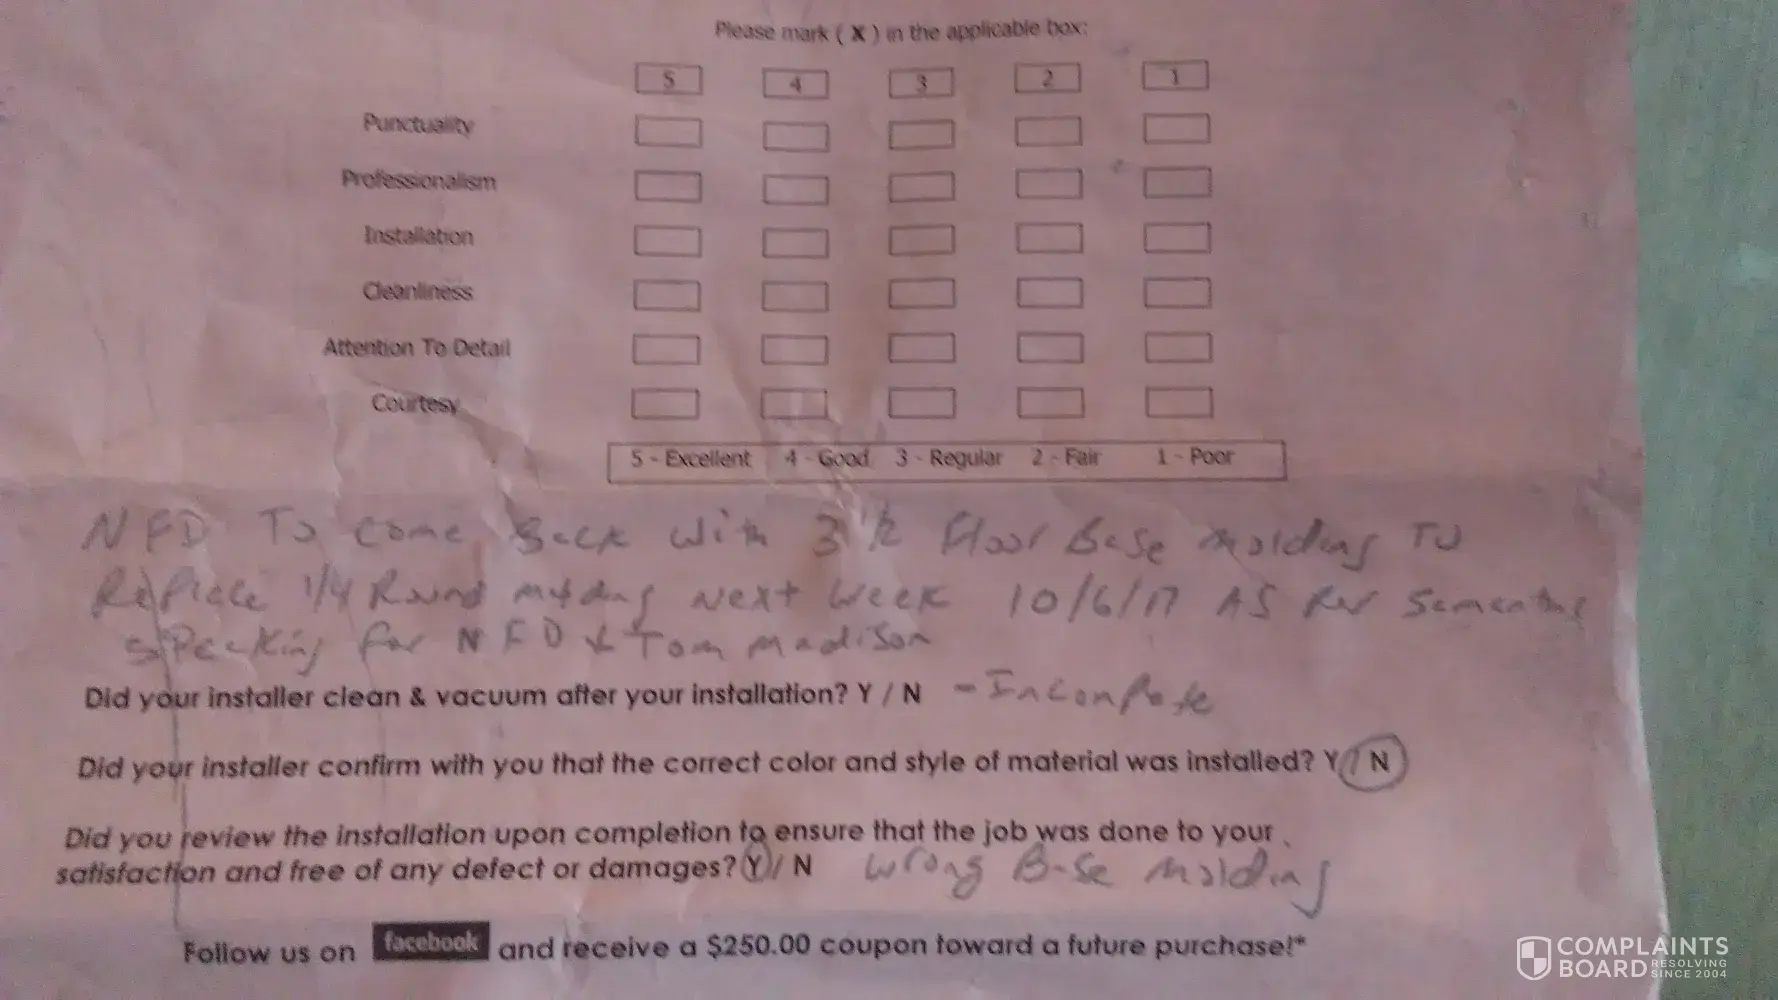 Please mark ( X ) in the applicable box:
5 4 3 2 1
Punctuality
Professionalism
Installation
Cleanliness
Attention To Detail
Courtesy
5 - Excellent 4 - Good 3 - Regular 2 - Fair 1 - Poor
NFD To come Back with 3 1/2 Floor Base molding To
Replace 1/4 Round molding Next week 10/6/17 AS Per Samantha
speaking for NFD & Tom Madison
Did your installer clean & vacuum after your installation? Y / N - Incomplete
Did your installer confirm with you that the correct color and style of material was installed? Y / N
Did you review the installation upon completion to ensure that the job was done to your
satisfaction and free of any defect or damages? Y / N Wrong Base Molding
Follow us on facebook and receive a $250.00 coupon toward a future purchase!*
COMPLAINTS
BOARD RESOLVING SINCE 2004